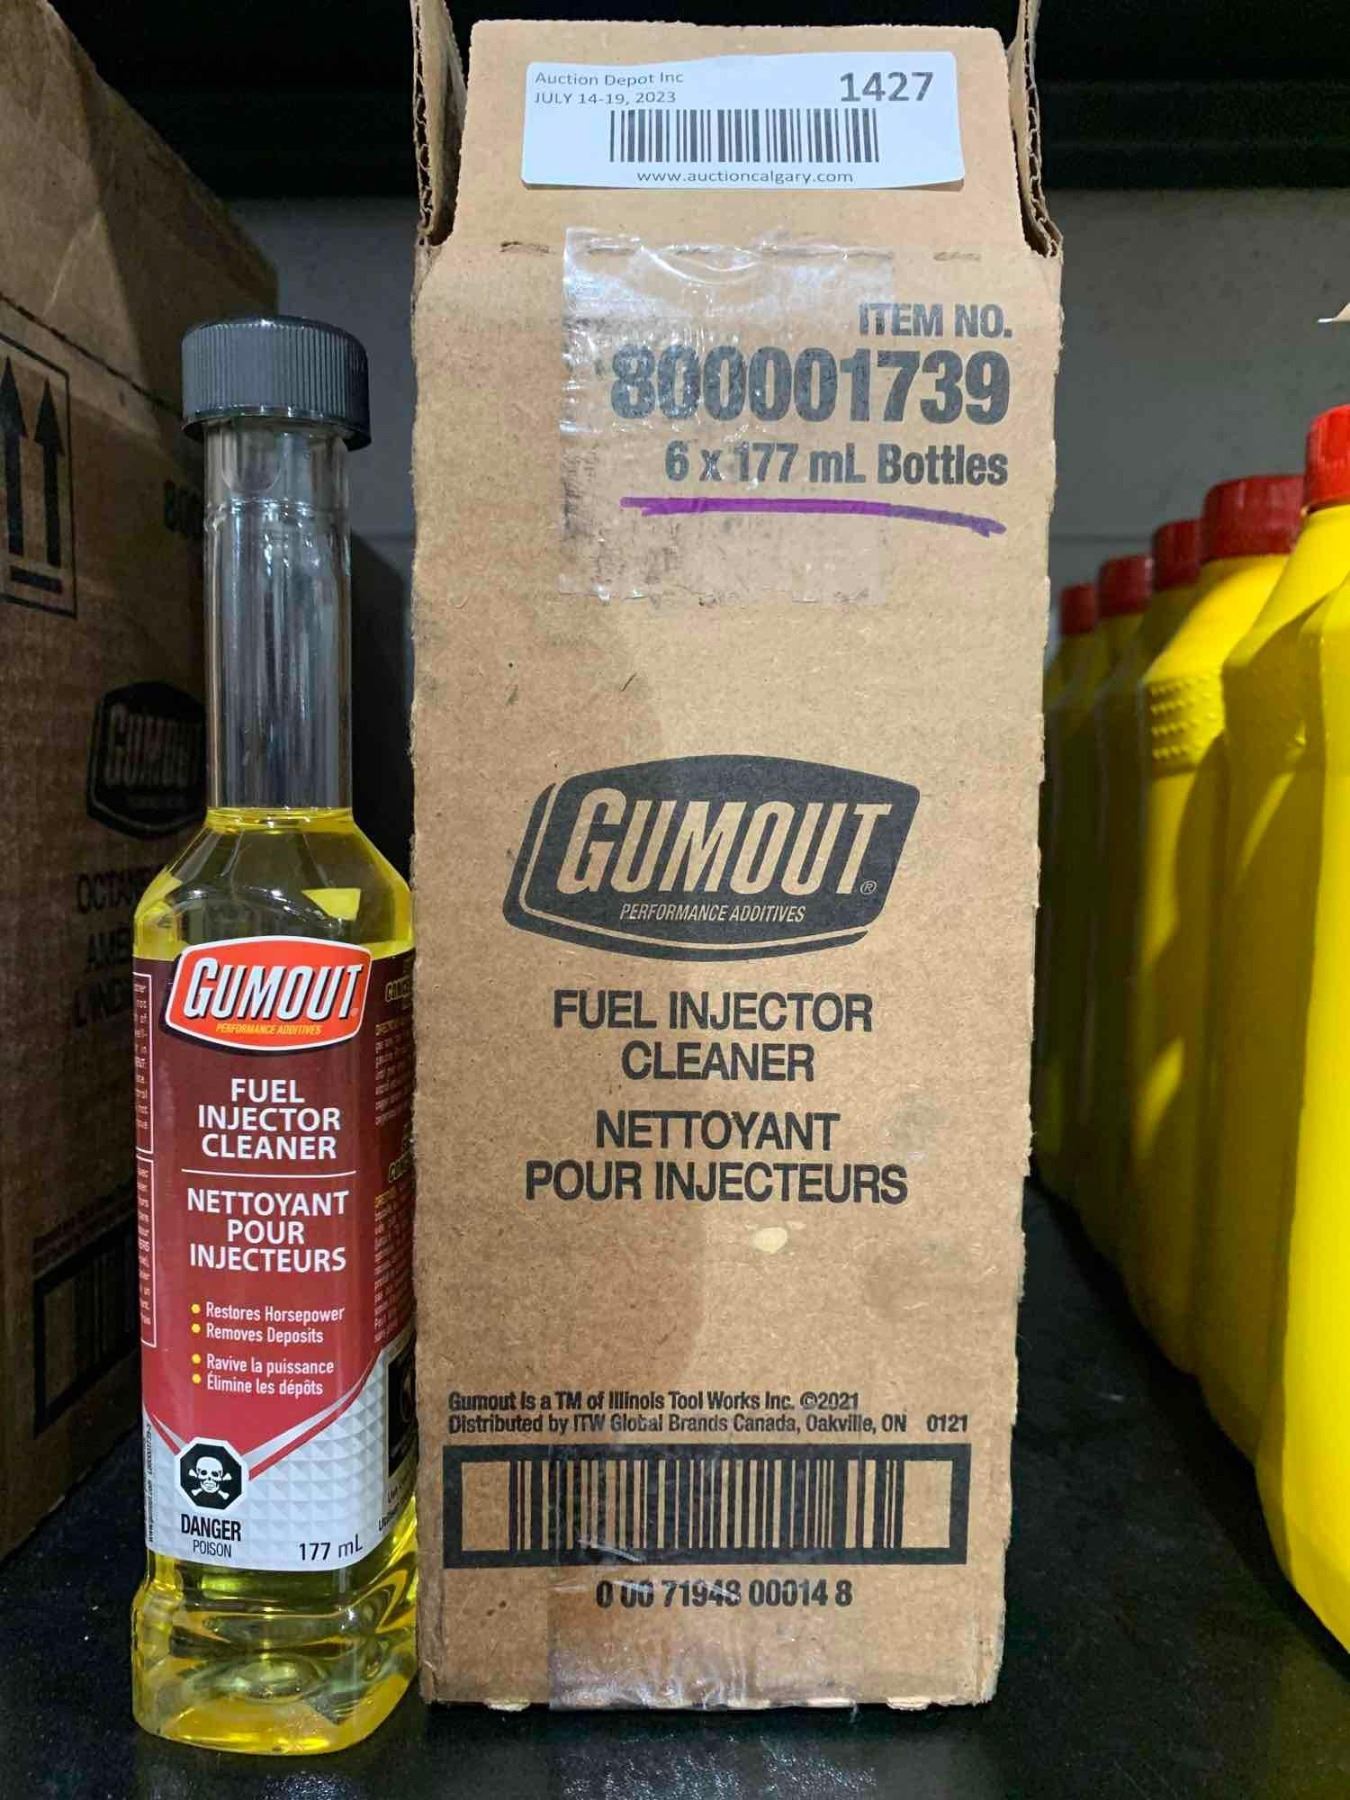 Auction Depot Inc
JULY 14-19, 2023
1427
www.auctioncalgary.com
ITEM NO.
800001739
6 x 177 mL Bottles
GUMOUT®
PERFORMANCE ADDITIVES
FUEL INJECTOR
CLEANER
NETTOYANT
POUR INJECTEURS
Gumout is a TM of Illinois Tool Works Inc. ©2021
Distributed by ITW Global Brands Canada, Oakville, ON 0121
0 00 71948 00014 8
GUMOUT
PERFORMANCE ADDITIVES
FUEL
INJECTOR
CLEANER
NETTOYANT
POUR
INJECTEURS
• Restores Horsepower
• Removes Deposits
• Ravive la puissance
• Élimine les dépôts
DANGER
POISON
177 mL
GUMOUT